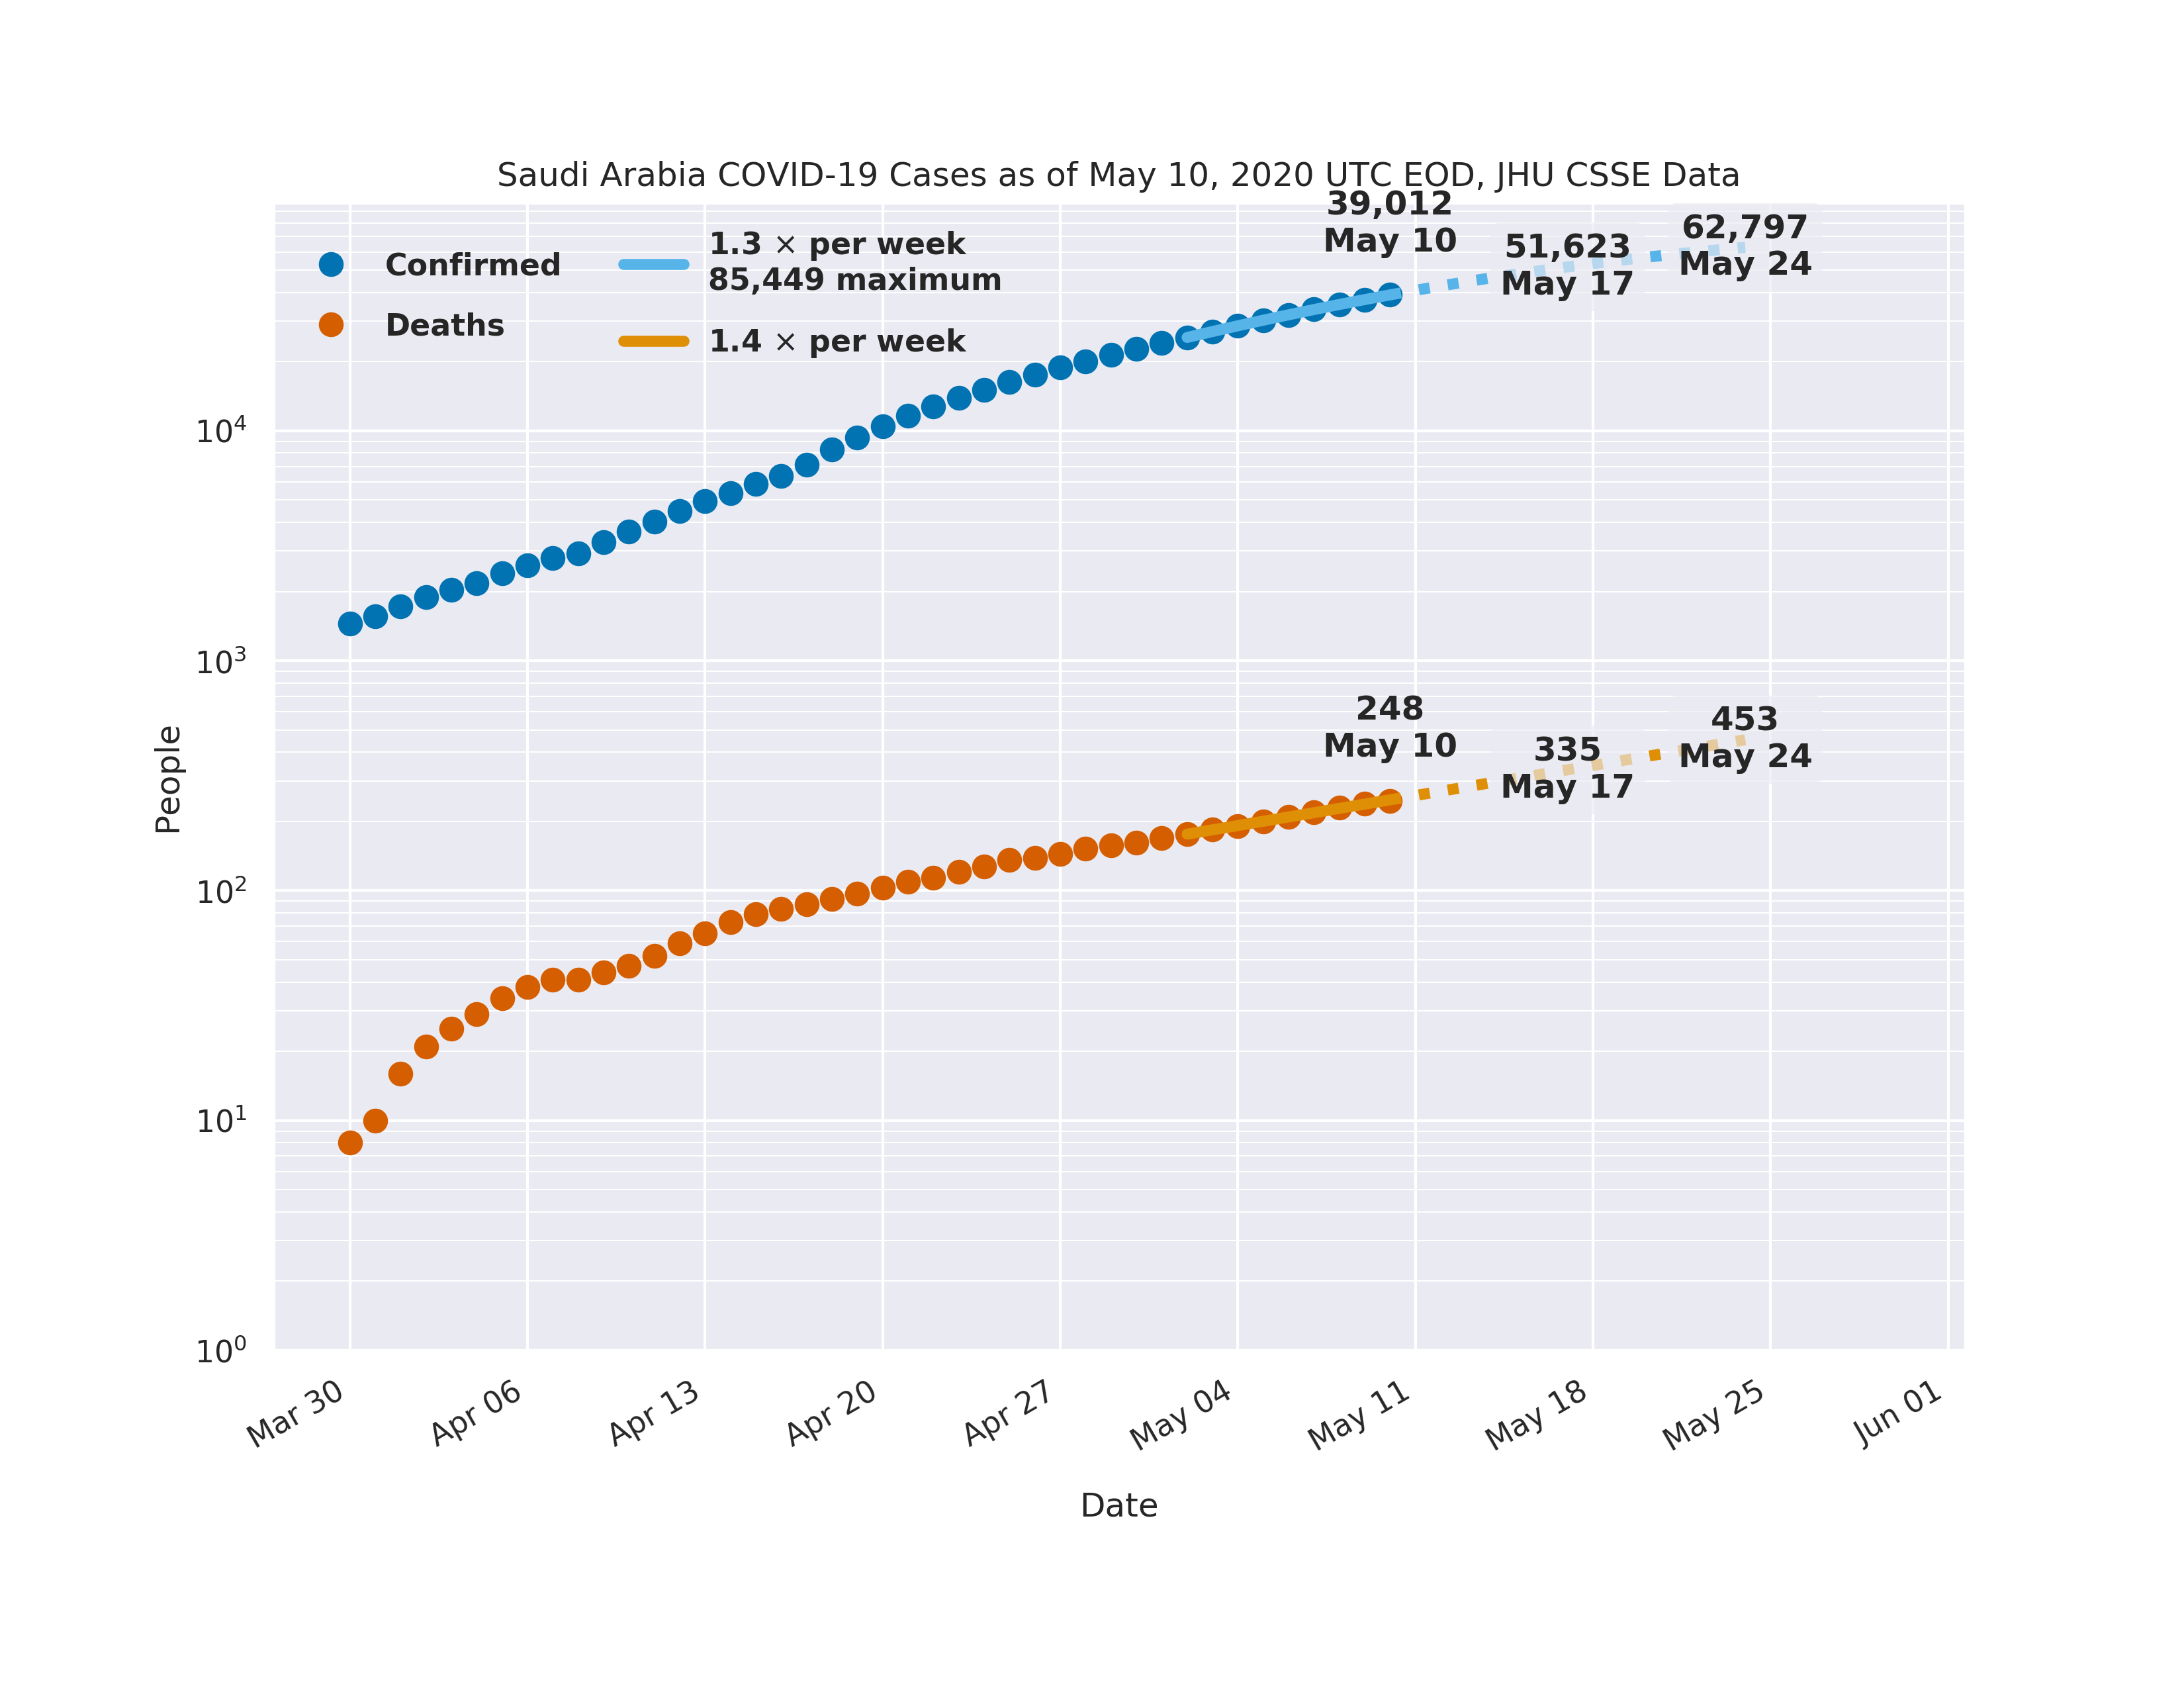 Saudi Arabia COVID-19 Cases as of May 10, 2020 UTC EOD, JHU CSSE Data
Confirmed
Deaths
1.3 × per week
85,449 maximum
1.4 × per week
39,012
May 10
51,623
May 17
62,797
May 24
248
May 10
335
May 17
453
May 24
People
10⁴
10³
10²
10¹
10⁰
Mar 30
Apr 06
Apr 13
Apr 20
Apr 27
May 04
May 11
May 18
May 25
Jun 01
Date